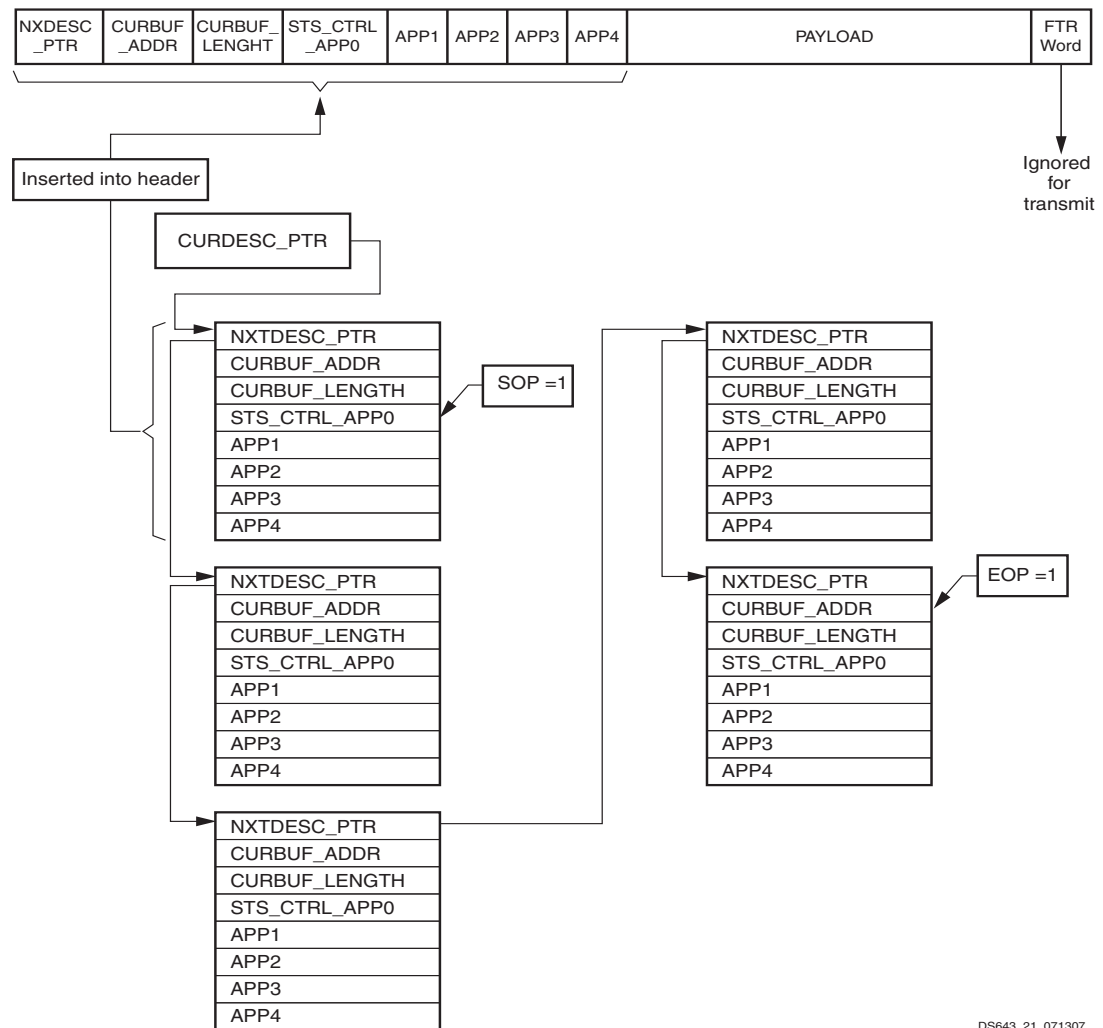 NXDESC
_PTR
CURBUF
_ADDR
CURBUF_
LENGHT
STS_CTRL
_APP0
APP1
APP2
APP3
APP4
PAYLOAD
FTR
Word
Inserted into header
Ignored
for
transmit
CURDESC_PTR
NXTDESC_PTR
CURBUF_ADDR
CURBUF_LENGTH
STS_CTRL_APP0
APP1
APP2
APP3
APP4
SOP =1
NXTDESC_PTR
CURBUF_ADDR
CURBUF_LENGTH
STS_CTRL_APP0
APP1
APP2
APP3
APP4
NXTDESC_PTR
CURBUF_ADDR
CURBUF_LENGTH
STS_CTRL_APP0
APP1
APP2
APP3
APP4
NXTDESC_PTR
CURBUF_ADDR
CURBUF_LENGTH
STS_CTRL_APP0
APP1
APP2
APP3
APP4
NXTDESC_PTR
CURBUF_ADDR
CURBUF_LENGTH
STS_CTRL_APP0
APP1
APP2
APP3
APP4
EOP =1
DS643_21_071307